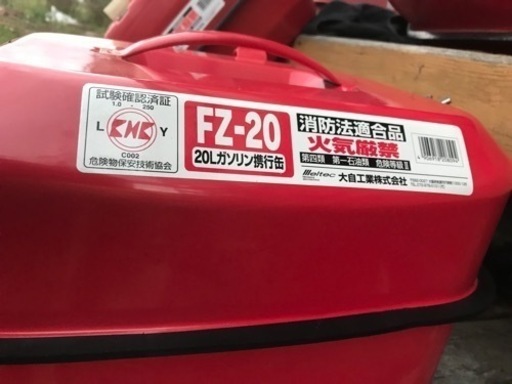 試験確認済証
1.0 - 250
L KHK Y
C002
危険物保安技術協会
FZ-20
20Lガソリン携行缶
消防法適合品
火気厳禁
第四類 第一石油類 危険等級Ⅱ
Meltec 大自工業株式会社